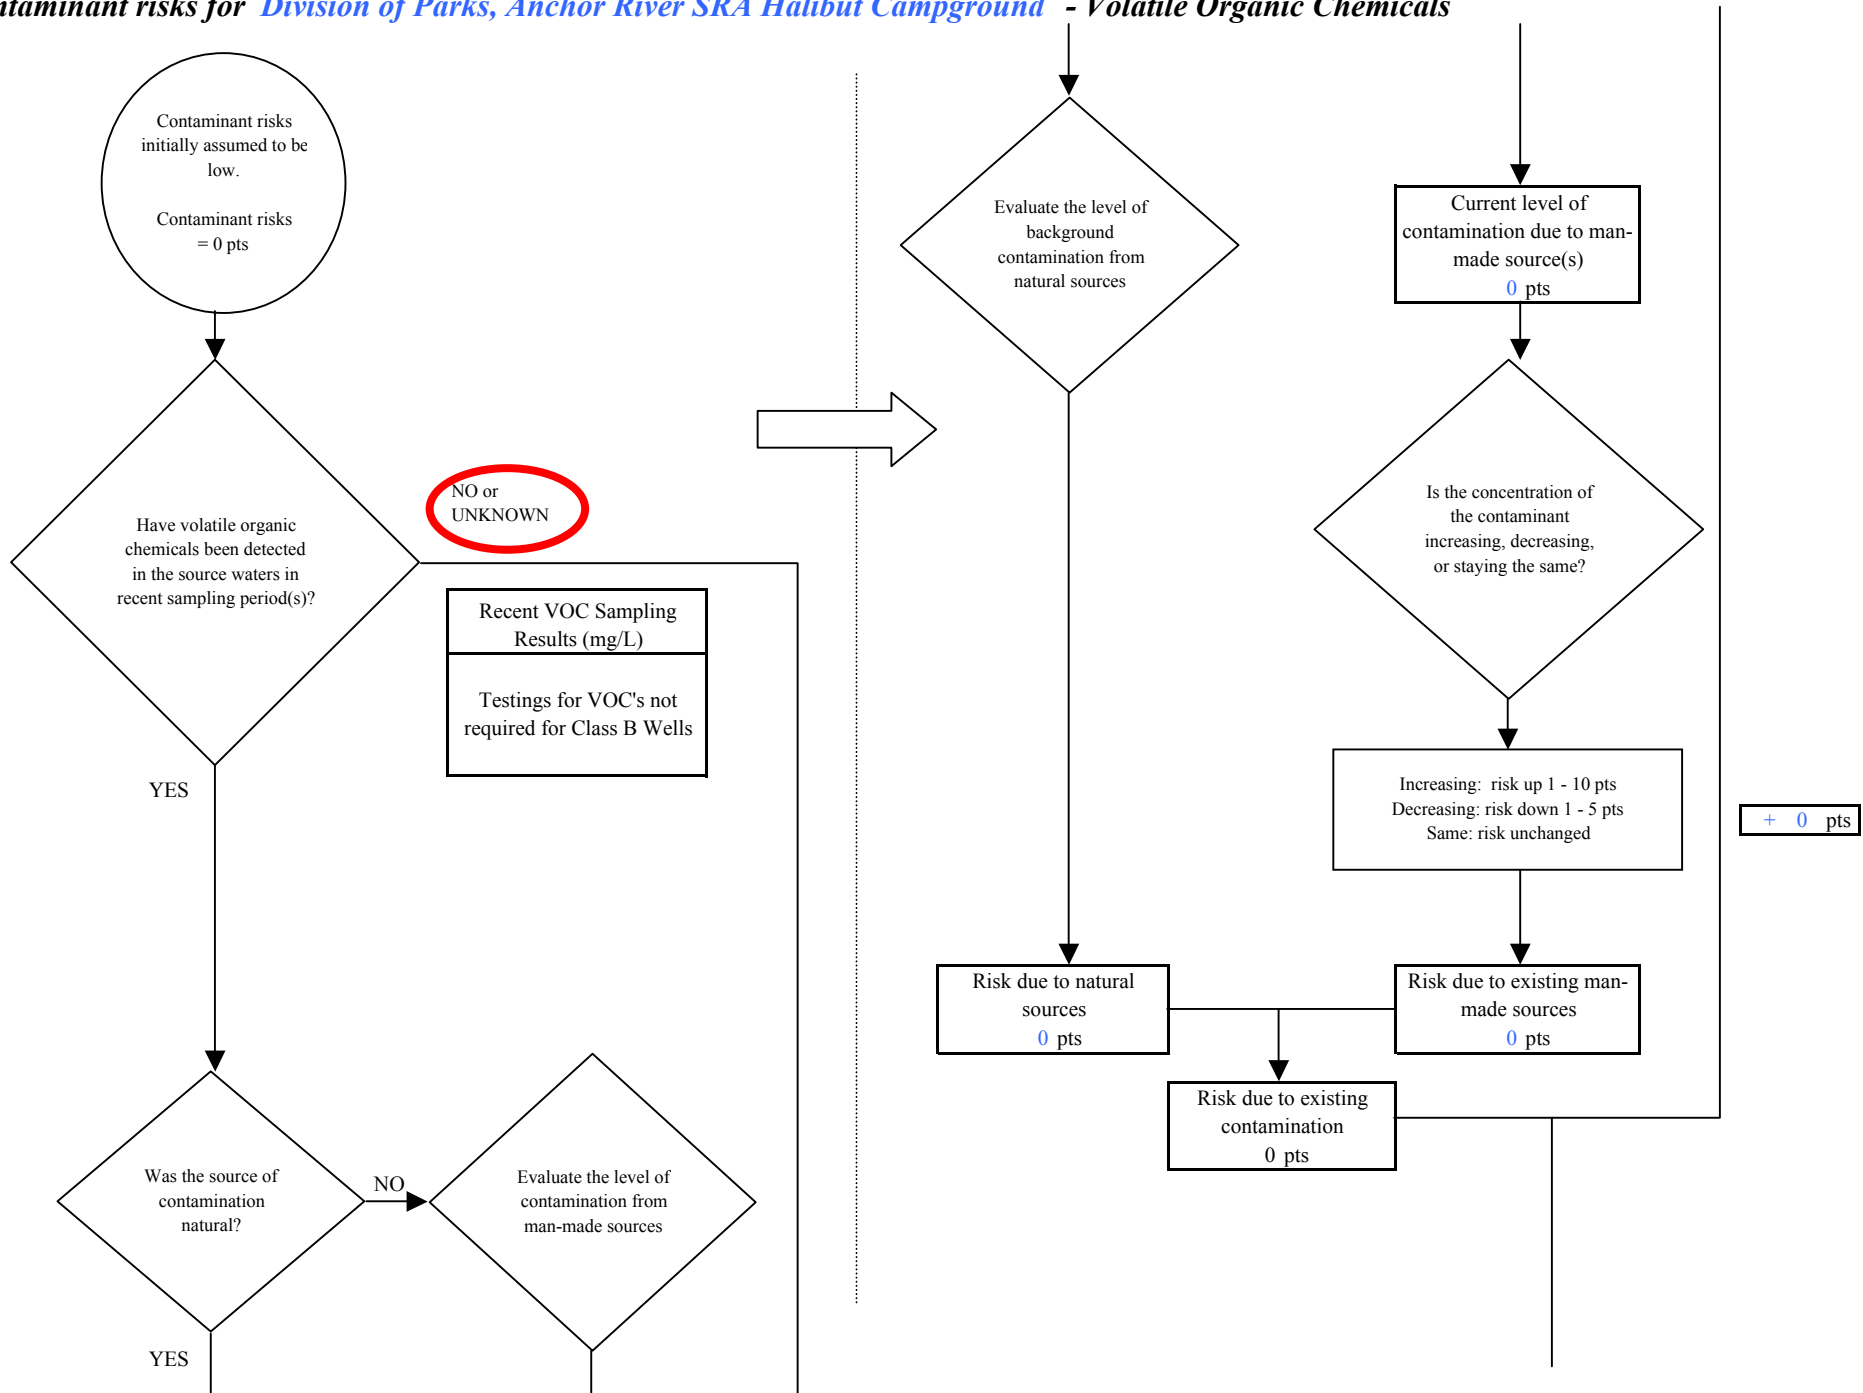 risks for Division of Parks, Anchor River SRA Halibut Campground - Volatile Organic Chemicals
Contaminant risks
initially assumed to be
low.
Contaminant risks
= 0 pts
Have volatile organic
chemicals been detected
in the source waters in
recent sampling period(s)?
NO or
UNKNOWN
Recent VOC Sampling
Results (mg/L)
Testings for VOC's not
required for Class B Wells
YES
Was the source of
contamination
natural?
NO
Evaluate the level of
contamination from
man-made sources
YES
Evaluate the level of
background
contamination from
natural sources
Current level of
contamination due to man-
made source(s)
0 pts
Is the concentration of
the contaminant
increasing, decreasing,
or staying the same?
Increasing: risk up 1 - 10 pts
Decreasing: risk down 1 - 5 pts
Same: risk unchanged
+ 0 pts
Risk due to natural
sources
0 pts
Risk due to existing man-
made sources
0 pts
Risk due to existing
contamination
0 pts